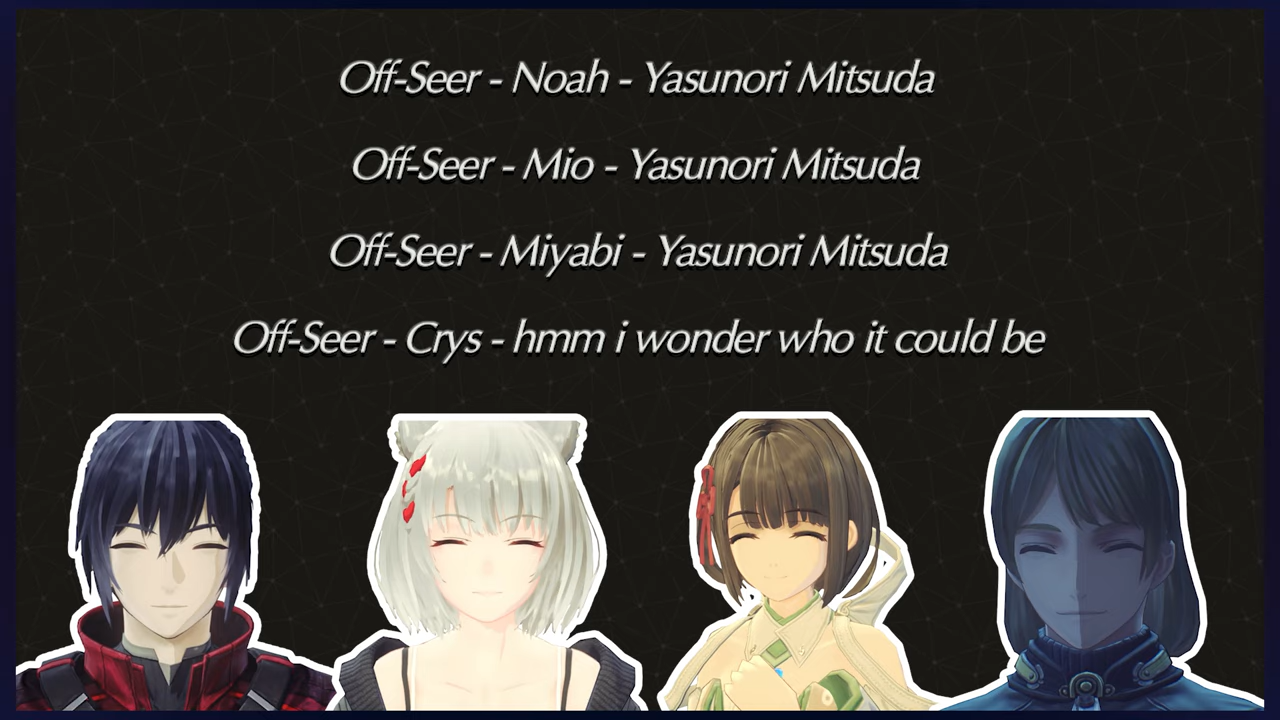 Off-Seer - Noah - Yasunori Mitsuda
Off-Seer - Mio - Yasunori Mitsuda
Off-Seer - Miyabi - Yasunori Mitsuda
Off-Seer - Crys - hmm i wonder who it could be